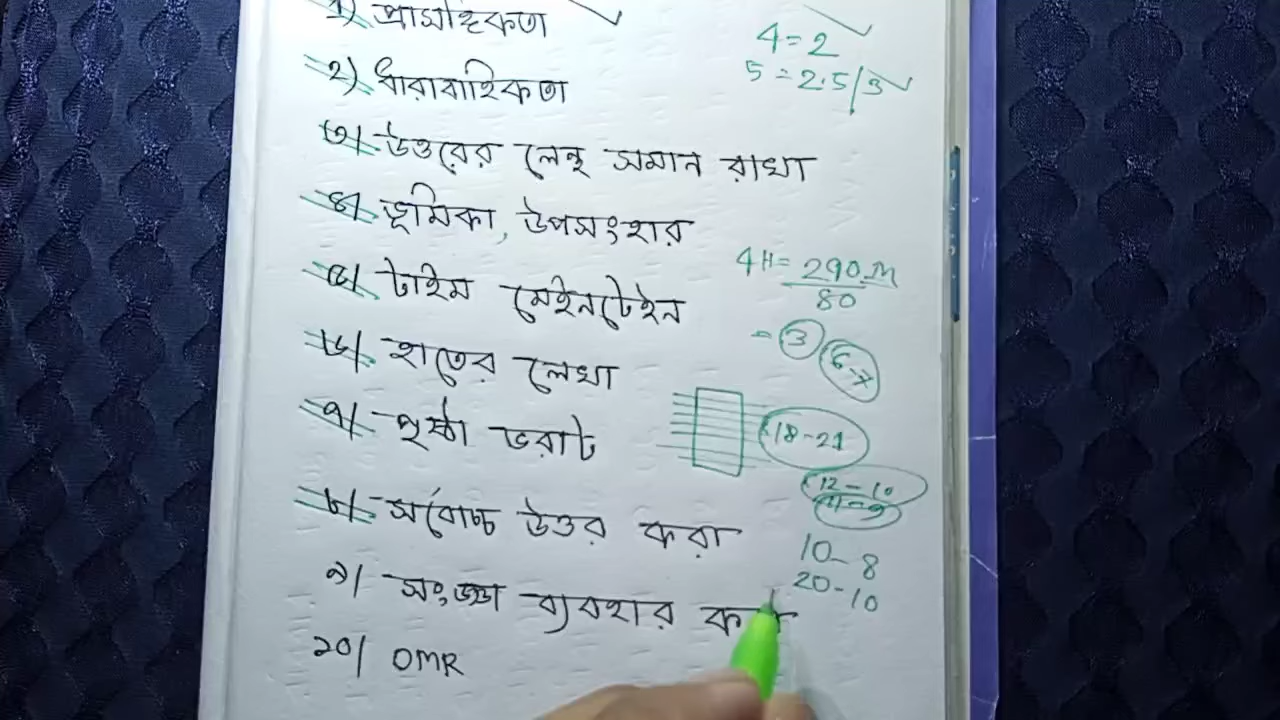 ১) প্রাসঙ্গিকতা
4 = 2
২) ধারাবাহিকতা
5 = 2.5/3
৩। উত্তরের লেন্থ সমান রাখা
৪। ভূমিকা, উপসংহার
৫। টাইম মেইনটেইন
4H = 290.M
80
= 3 6-7
৬। হাতের লেখা
৭। পৃষ্ঠা ভরাট
18-21
12-10
৮। সর্বোচ্চ উত্তর করা
10-8
20-10
৯। সংজ্ঞা ব্যবহার
১০। OMR